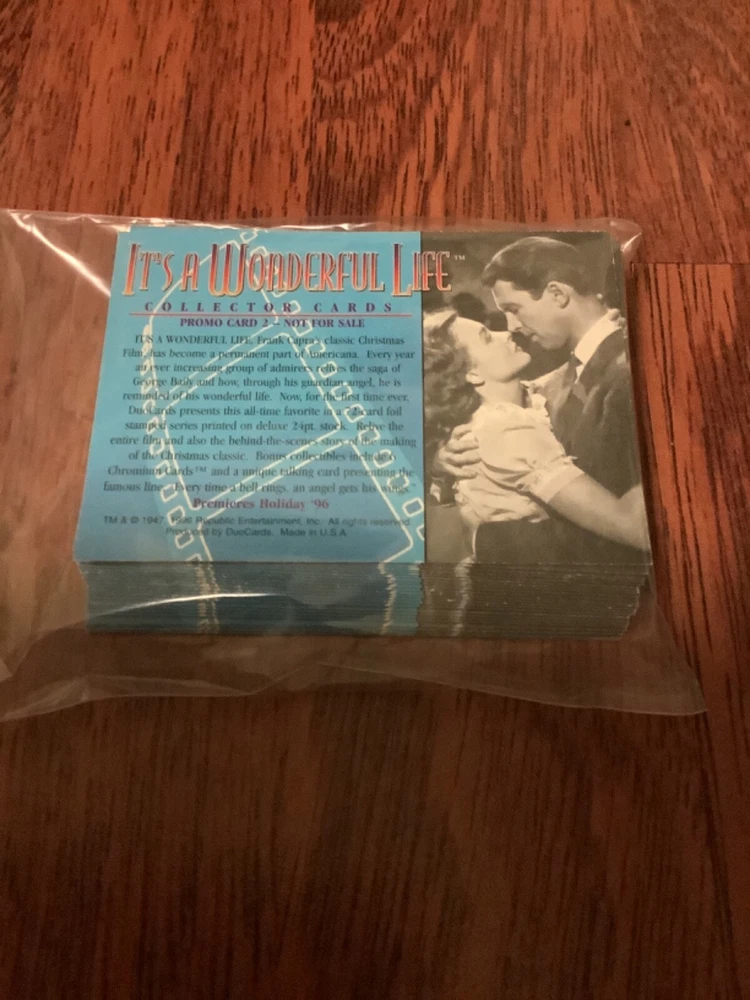 IT'S A WONDERFUL LIFE™
COLLECTOR CARDS
PROMO CARD 2 - NOT FOR SALE
IT'S A WONDERFUL LIFE, Frank Capra's classic Christmas
Film, has become a permanent part of Americana. Every year
an ever increasing group of admirers relives the saga of
George Baily and how, through his guardian angel, he is
reminded of his wonderful life. Now, for the first time ever,
DuoCards presents this all-time favorite in a 72-card foil
stamped series printed on deluxe 24pt. stock. Relive the
entire film and also the behind-the-scenes story of the making
of the Christmas classic. Bonus collectibles include 6
Chromium Cards™ and a unique talking card presenting the
famous line, "Every time a bell rings, an angel gets his wings."
Premieres Holiday '96
TM & © 1947, 1996 Republic Entertainment, Inc. All rights reserved.
Produced by DuoCards. Made in U.S.A.